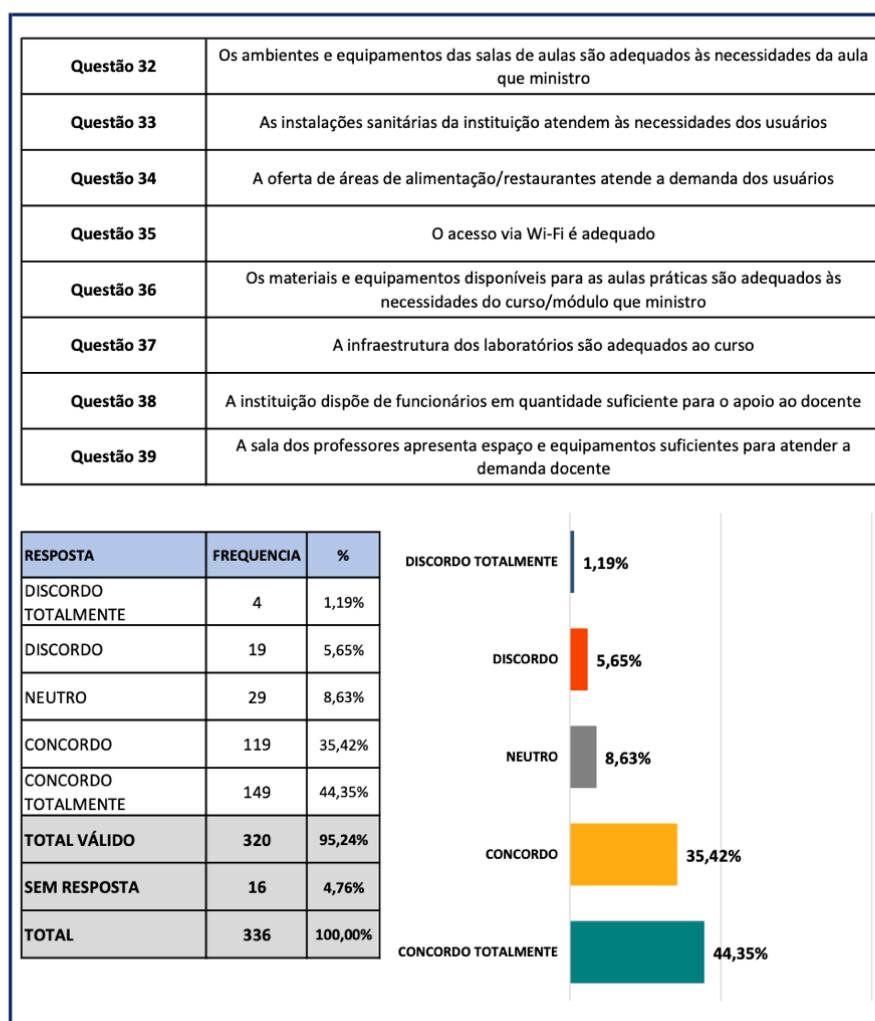 Questão 32
Os ambientes e equipamentos das salas de aulas são adequados às necessidades da aula
que ministro
Questão 33
As instalações sanitárias da instituição atendem às necessidades dos usuários
Questão 34
A oferta de áreas de alimentação/restaurantes atende a demanda dos usuários
Questão 35
O acesso via Wi-Fi é adequado
Questão 36
Os materiais e equipamentos disponíveis para as aulas práticas são adequados às
necessidades do curso/módulo que ministro
Questão 37
A infraestrutura dos laboratórios são adequados ao curso
Questão 38
A instituição dispõe de funcionários em quantidade suficiente para o apoio ao docente
Questão 39
A sala dos professores apresenta espaço e equipamentos suficientes para atender a
demanda docente
RESPOSTA FREQUENCIA %
DISCORDO
TOTALMENTE
4 1,19%
DISCORDO 19 5,65%
NEUTRO 29 8,63%
CONCORDO 119 35,42%
CONCORDO
TOTALMENTE
149 44,35%
TOTAL VÁLIDO 320 95,24%
SEM RESPOSTA 16 4,76%
TOTAL 336 100,00%
DISCORDO TOTALMENTE 1,19%
DISCORDO 5,65%
NEUTRO 8,63%
CONCORDO 35,42%
CONCORDO TOTALMENTE 44,35%